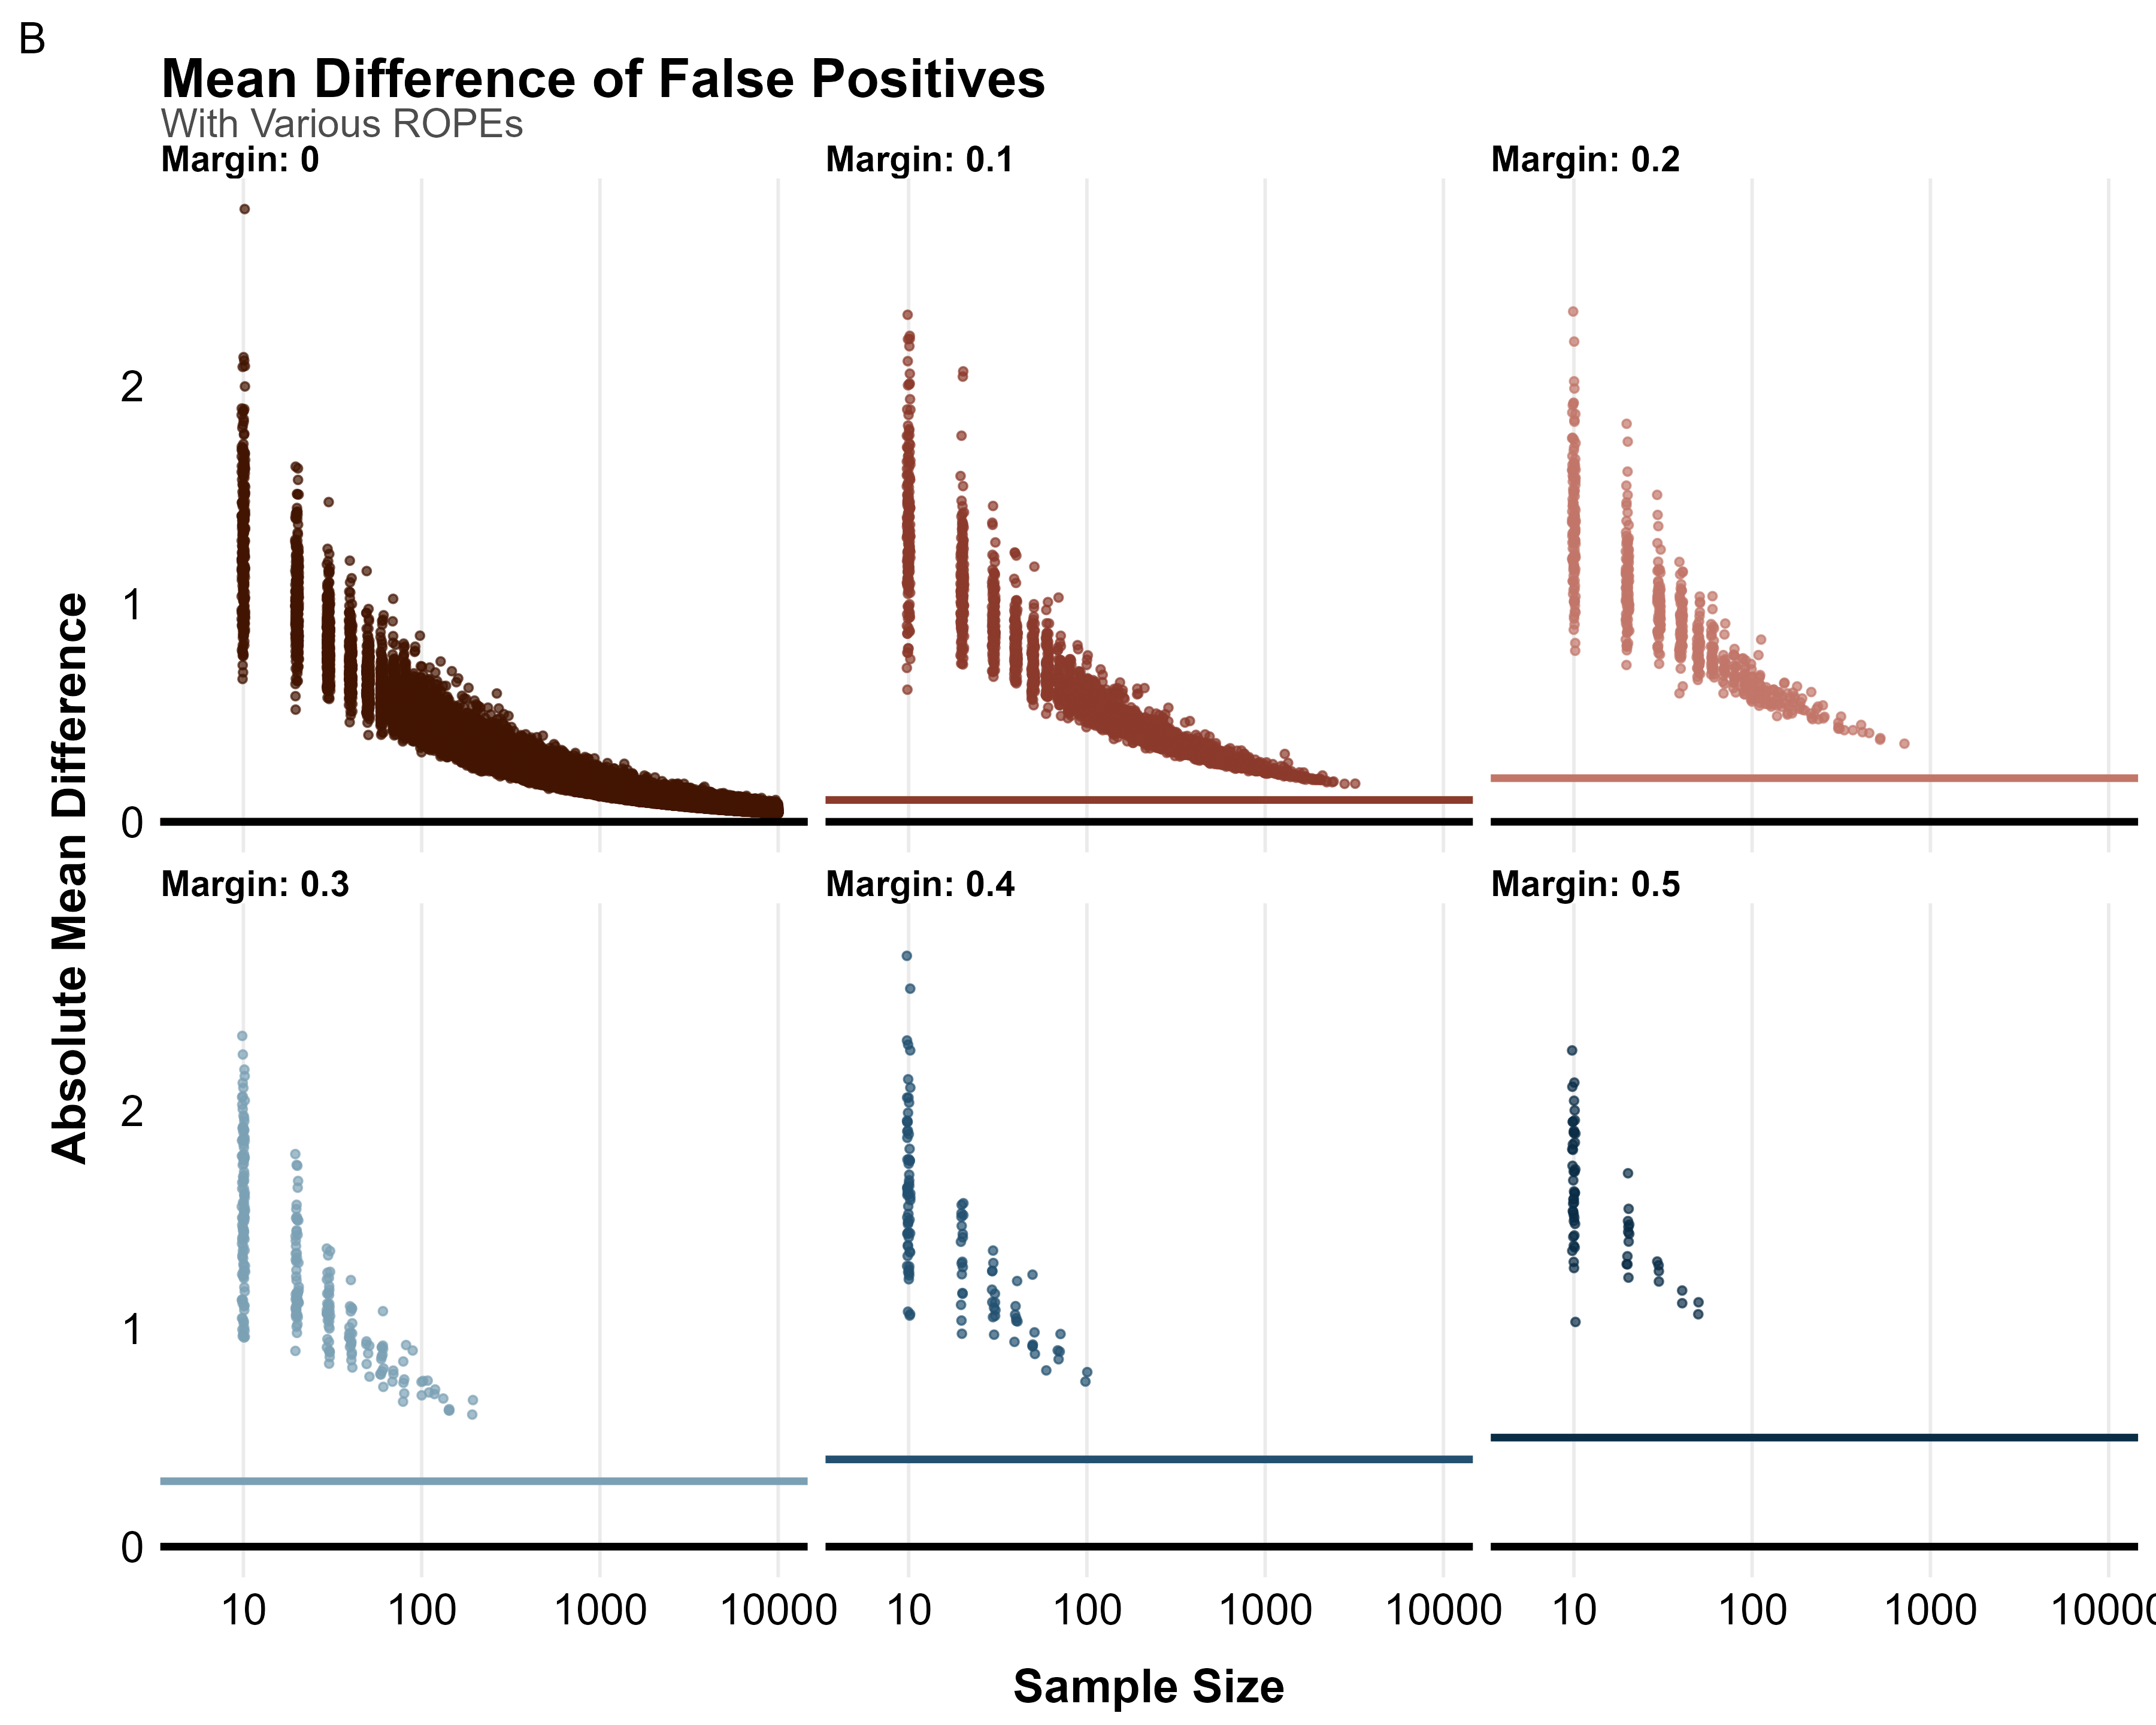 B
Mean Difference of False Positives
With Various ROPEs
Margin: 0
Margin: 0.1
Margin: 0.2
2
1
0
Margin: 0.3
Margin: 0.4
Margin: 0.5
2
1
0
Absolute Mean Difference
10 100 1000 10000 10 100 1000 10000 10 100 1000 10000
Sample Size